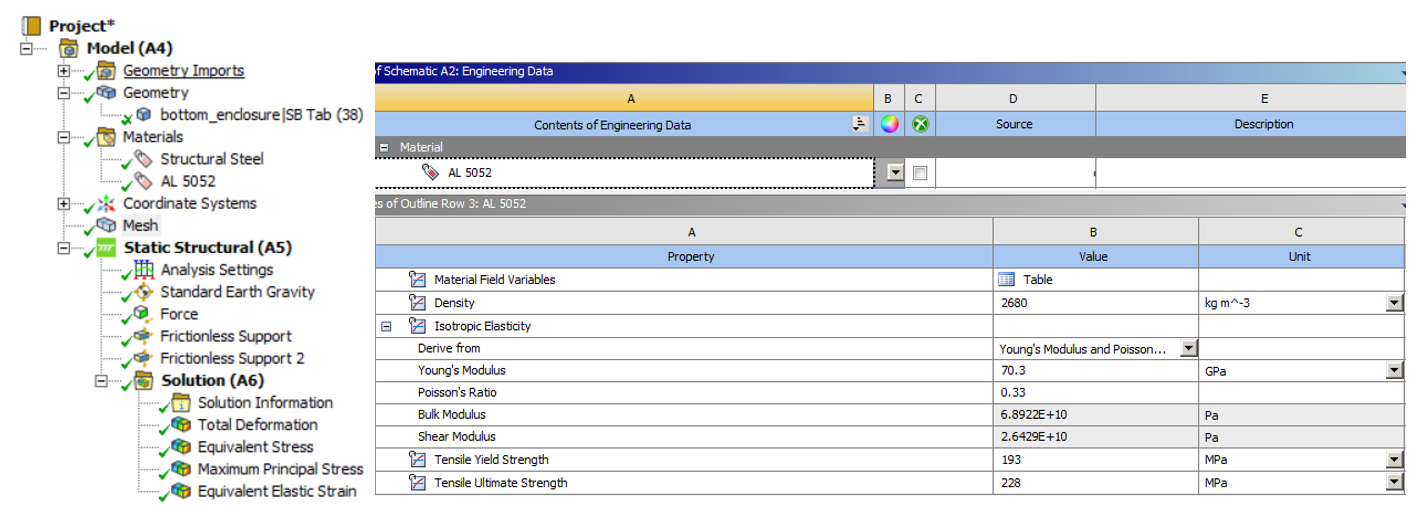 Project*
Model (A4)
Geometry Imports
Geometry
bottom_enclosure|SB Tab (38)
Materials
Structural Steel
AL 5052
Coordinate Systems
Mesh
Static Structural (A5)
Analysis Settings
Standard Earth Gravity
Force
Frictionless Support
Frictionless Support 2
Solution (A6)
Solution Information
Total Deformation
Equivalent Stress
Maximum Principal Stress
Equivalent Elastic Strain
of Schematic A2: Engineering Data
A B C D E
Contents of Engineering Data Source Description
Material
AL 5052
es of Outline Row 3: AL 5052
A B C
Property Value Unit
Material Field Variables Table
Density 2680 kg m^-3
Isotropic Elasticity
Derive from Young's Modulus and Poisson...
Young's Modulus 70.3 GPa
Poisson's Ratio 0.33
Bulk Modulus 6.8922E+10 Pa
Shear Modulus 2.6429E+10 Pa
Tensile Yield Strength 193 MPa
Tensile Ultimate Strength 228 MPa